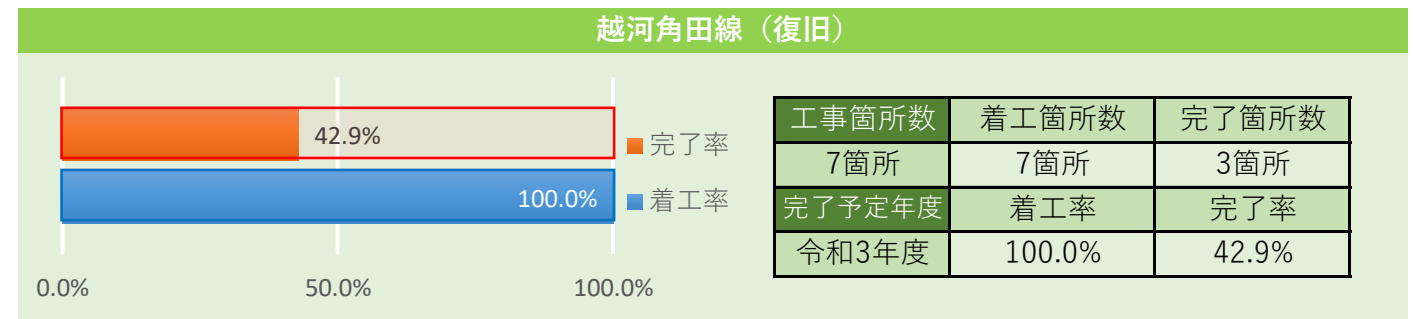 越河角田線（復旧）
42.9%
100.0%
完了率
着工率
0.0% 50.0% 100.0%
工事箇所数 着工箇所数 完了箇所数
7箇所 7箇所 3箇所
完了予定年度 着工率 完了率
令和3年度 100.0% 42.9%